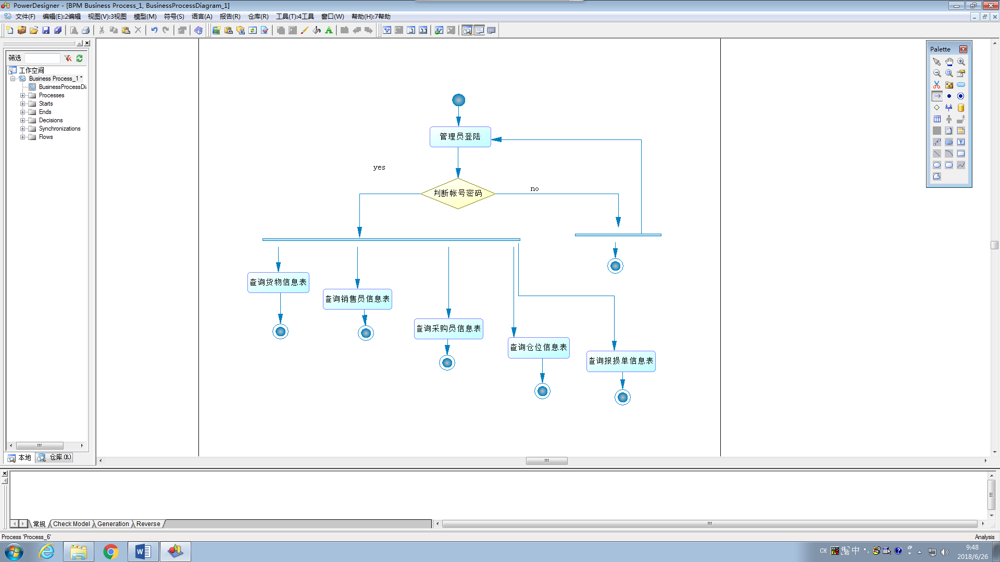 PowerDesigner - [BPM Business Process_1, BusinessProcessDiagram_1]
文件(F) 编辑(E):2编辑 视图(V):3视图 模型(M) 符号(S) 语言(A) 报告(R) 仓库(R) 工具(T):4工具 窗口(W) 帮助(H):7帮助
筛选
工作空间
Business Process_1 *
BusinessProcessDi
Processes
Starts
Ends
Decisions
Synchronizations
Flows
本地 仓库(R)
Palette
管理员登陆
yes
no
判断帐号密码
查询货物信息表
查询销售员信息表
查询采购员信息表
查询仓位信息表
查询报损单信息表
常规 Check Model Generation Reverse
Process 'Process_6'
Analysis
CH 中
9:48
2018/6/26